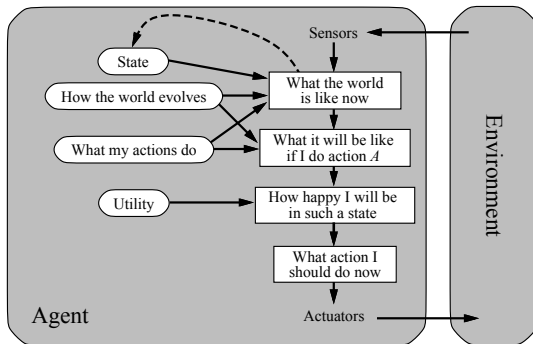 Sensors
State
What the world
is like now
How the world evolves
What it will be like
if I do action A
What my actions do
How happy I will be
in such a state
Utility
What action I
should do now
Agent
Actuators
Environment